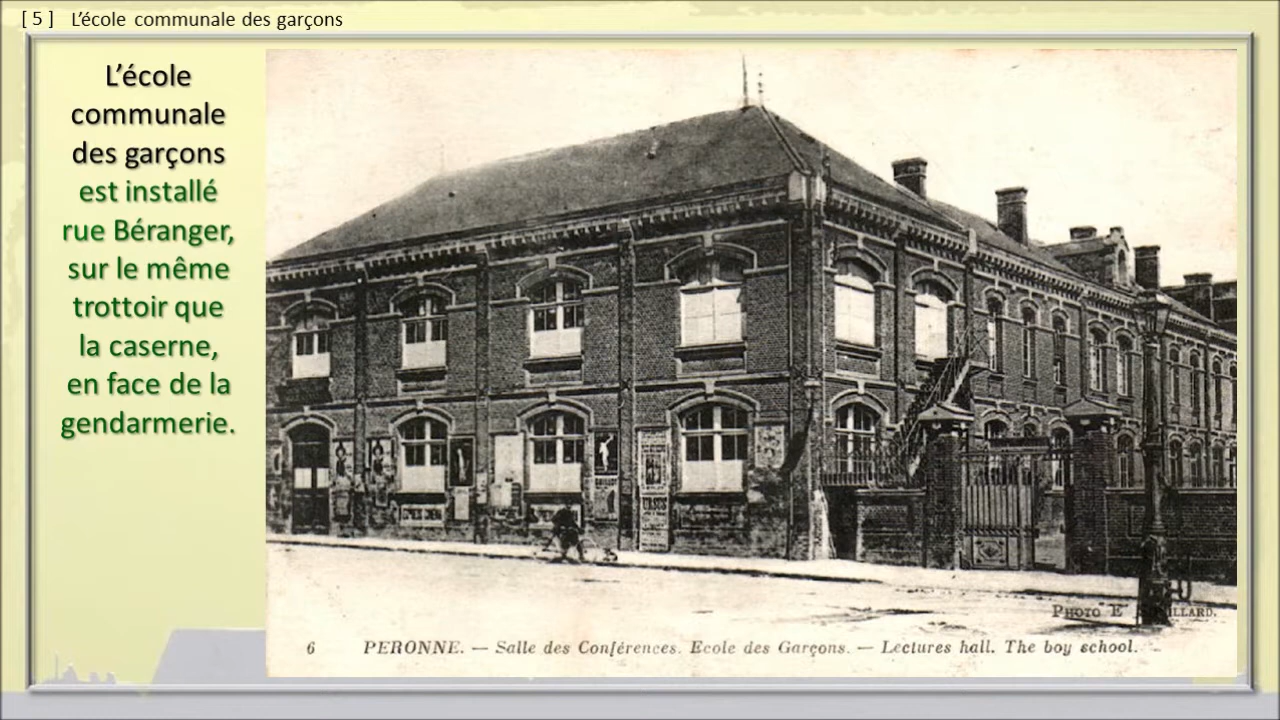 [ 5 ] L'école communale des garçons
L'école
communale
des garçons
est installé
rue Béranger,
sur le même
trottoir que
la caserne,
en face de la
gendarmerie.
URSUS
PHOTO E
6 PERONNE. — Salle des Conférences. Ecole des Garçons. — Lectures hall. The boy school.